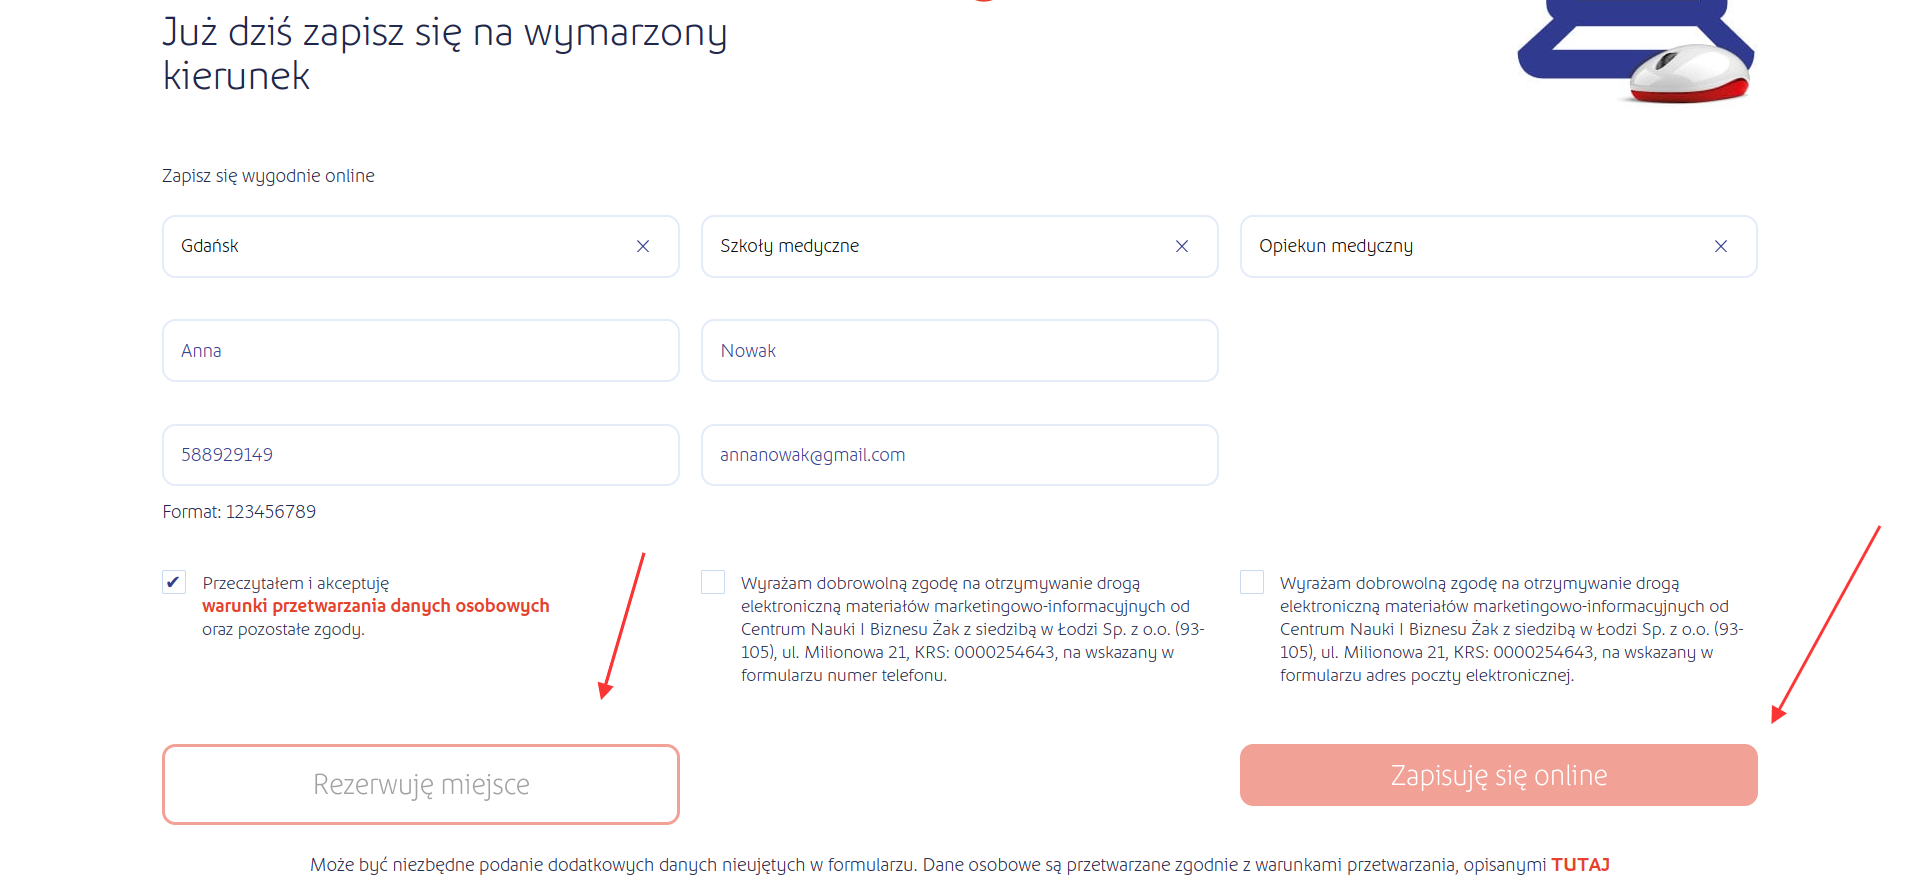 Już dziś zapisz się na wymarzony
kierunek
Zapisz się wygodnie online
Gdańsk
Szkoły medyczne
Opiekun medyczny
Anna
Nowak
588929149
annanowak@gmail.com
Format: 123456789
Przeczytałem i akceptuję
warunki przetwarzania danych osobowych
oraz pozostałe zgody.
Wyrażam dobrowolną zgodę na otrzymywanie drogą
elektroniczną materiałów marketingowo-informacyjnych od
Centrum Nauki I Biznesu Żak z siedzibą w Łodzi Sp. z o.o. (93-
105), ul. Milionowa 21, KRS: 0000254643, na wskazany w
formularzu numer telefonu.
Wyrażam dobrowolną zgodę na otrzymywanie drogą
elektroniczną materiałów marketingowo-informacyjnych od
Centrum Nauki I Biznesu Żak z siedzibą w Łodzi Sp. z o.o. (93-
105), ul. Milionowa 21, KRS: 0000254643, na wskazany w
formularzu adres poczty elektronicznej.
Rezerwuję miejsce
Zapisuję się online
Może być niezbędne podanie dodatkowych danych nieujętych w formularzu. Dane osobowe są przetwarzane zgodnie z warunkami przetwarzania, opisanymi TUTAJ